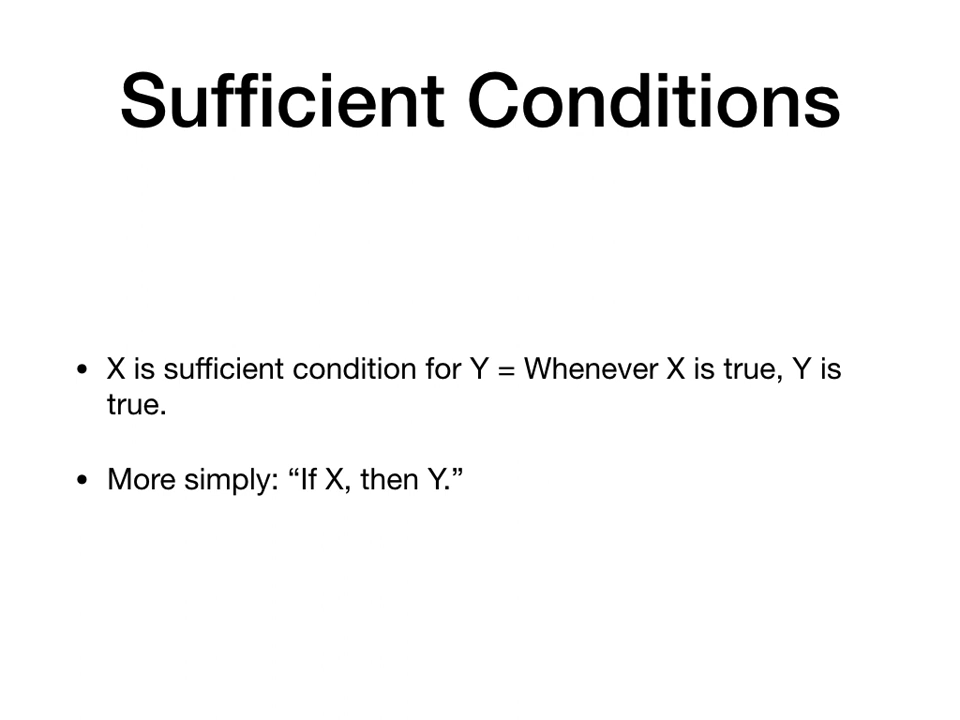 Sufficient Conditions
• X is sufficient condition for Y = Whenever X is true, Y is
true.
• More simply: “If X, then Y.”